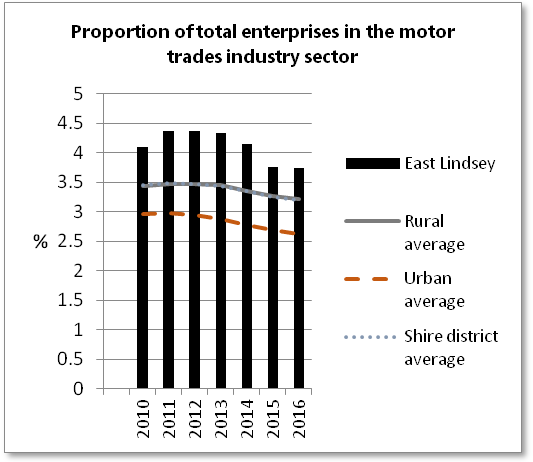 Proportion of total enterprises in the motor
trades industry sector
5
4.5
4
3.5
3
2.5
2
1.5
1
0.5
0
%
2010
2011
2012
2013
2014
2015
2016
East Lindsey
Rural
average
Urban
average
Shire district
average